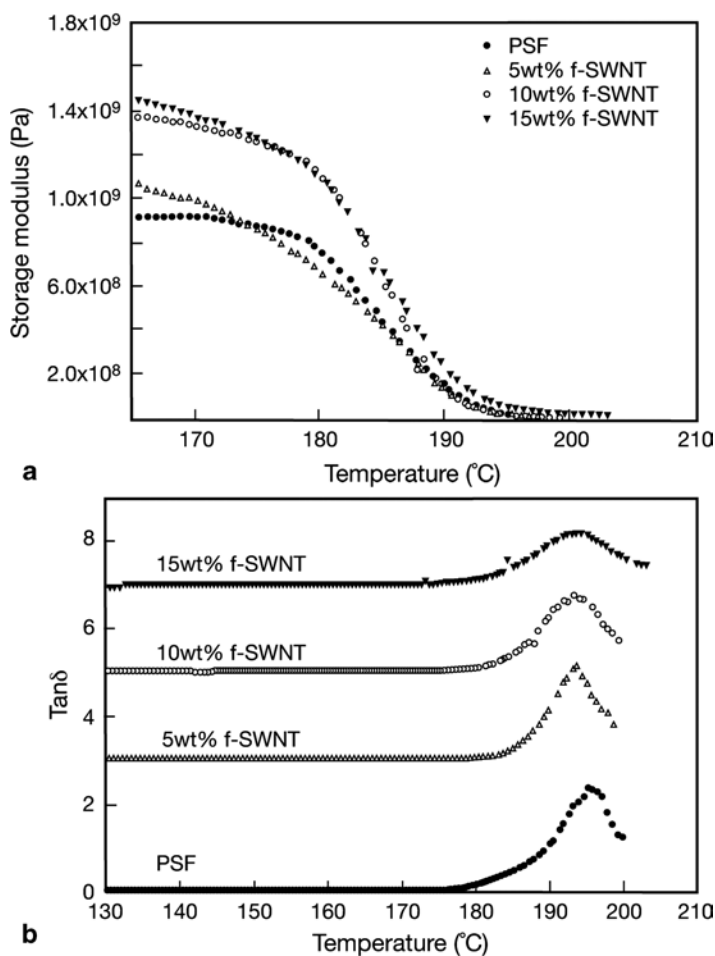 1.8x10⁹
1.4x10⁹
1.0x10⁹
6.0x10⁸
2.0x10⁸
Storage modulus (Pa)
PSF
5wt% f-SWNT
10wt% f-SWNT
15wt% f-SWNT
170 180 190 200 210
Temperature (°C)
a
8
6
4
2
0
Tanδ
15wt% f-SWNT
10wt% f-SWNT
5wt% f-SWNT
PSF
130 140 150 160 170 180 190 200 210
Temperature (°C)
b